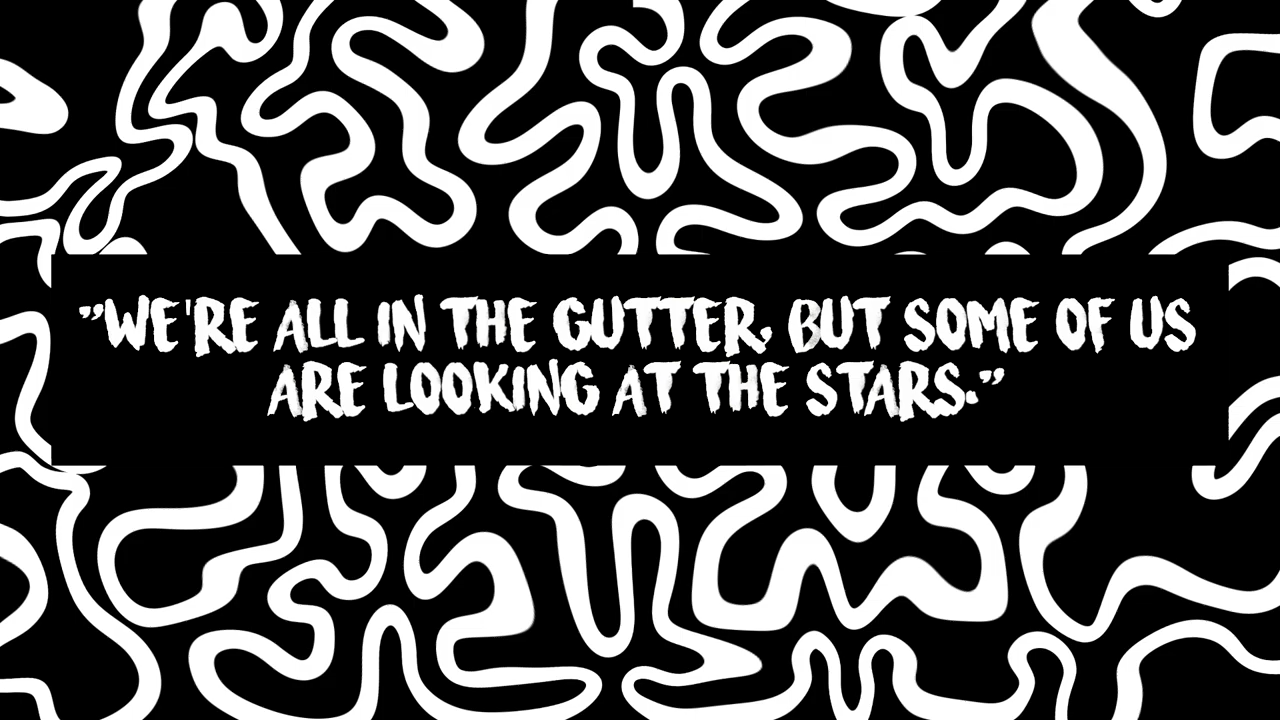 "WE'RE ALL IN THE GUTTER, BUT SOME OF US
ARE LOOKING AT THE STARS."